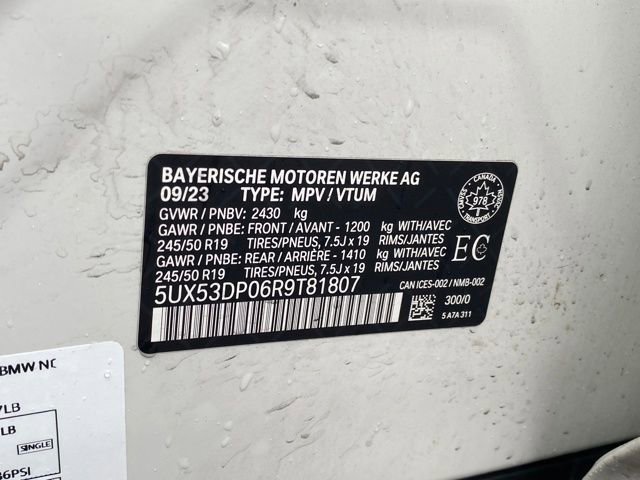 BAYERISCHE MOTOREN WERKE AG
09/23 TYPE: MPV / VTUM
GVWR / PNBV: 2430 kg
GAWR / PNBE: FRONT / AVANT - 1200 kg WITH/AVEC
245/50 R19 TIRES/PNEUS, 7.5J x 19 RIMS/JANTES
GAWR / PNBE: REAR / ARRIÈRE - 1410 kg WITH/AVEC
245/50 R19 TIRES/PNEUS, 7.5J x 19 RIMS/JANTES
5UX53DP06R9T81807
CANADA
978
TRANSPORT
EC
CAN ICES-002 / NMB-002
300/0
5 A7A 311
BMW NC
LB
LB
SINGLE
36PSI